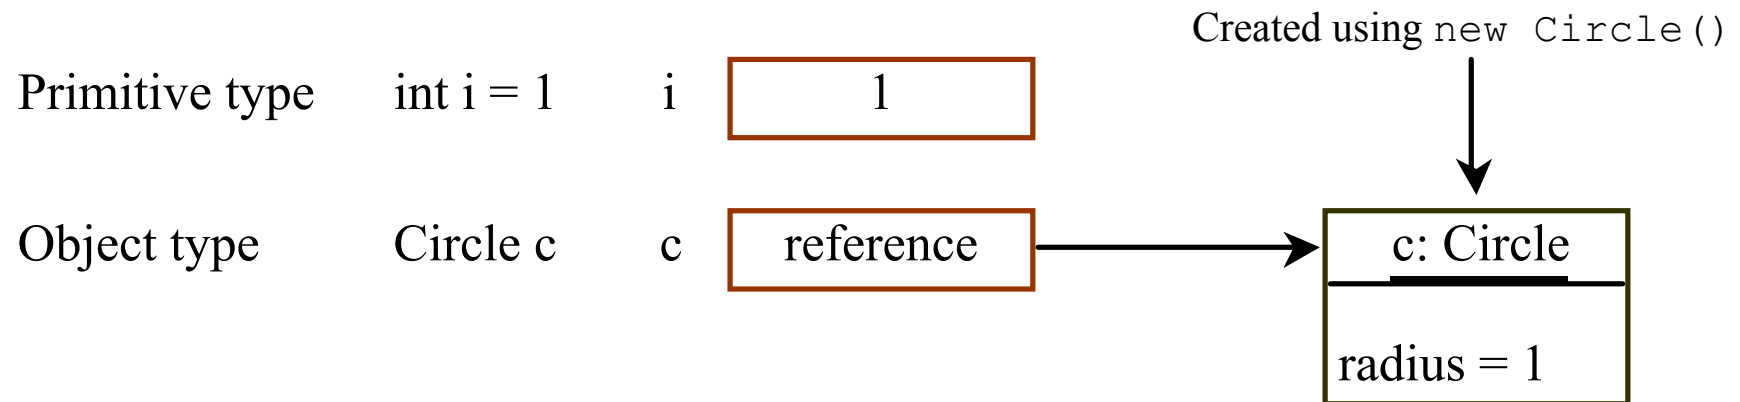 Created using new Circle()
Primitive type int i = 1 i 1
Object type Circle c c reference c: Circle
radius = 1